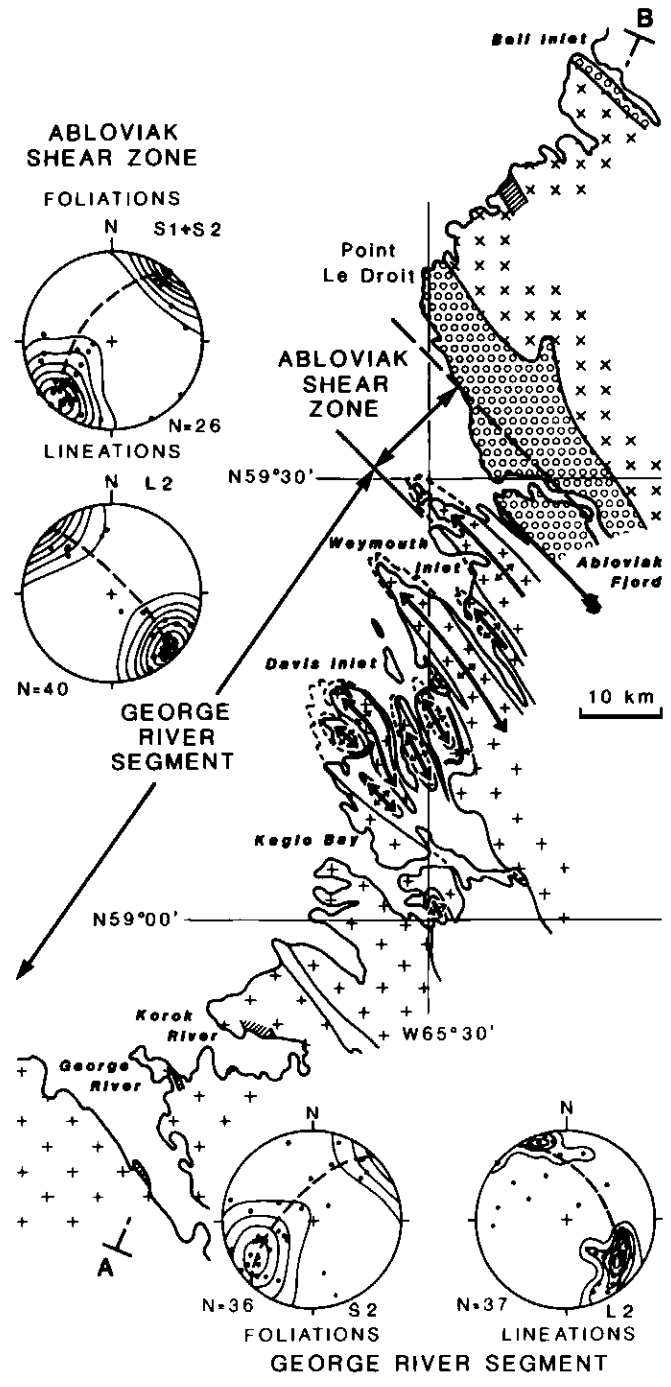 B
Bell Inlet
ABLOVIAK
SHEAR ZONE
FOLIATIONS
N
S1+S2
N=26
LINEATIONS
N
L2
N=40
Point
Le Droit
ABLOVIAK
SHEAR
ZONE
N59°30'
Weymouth
Inlet
Abloviak
Fjord
10 km
Davis Inlet
GEORGE
RIVER
SEGMENT
Keglo Bay
N59°00'
Korok
River
W65°30'
George
River
A
N
N=36
S2
FOLIATIONS
N
N=37
L2
LINEATIONS
GEORGE RIVER SEGMENT